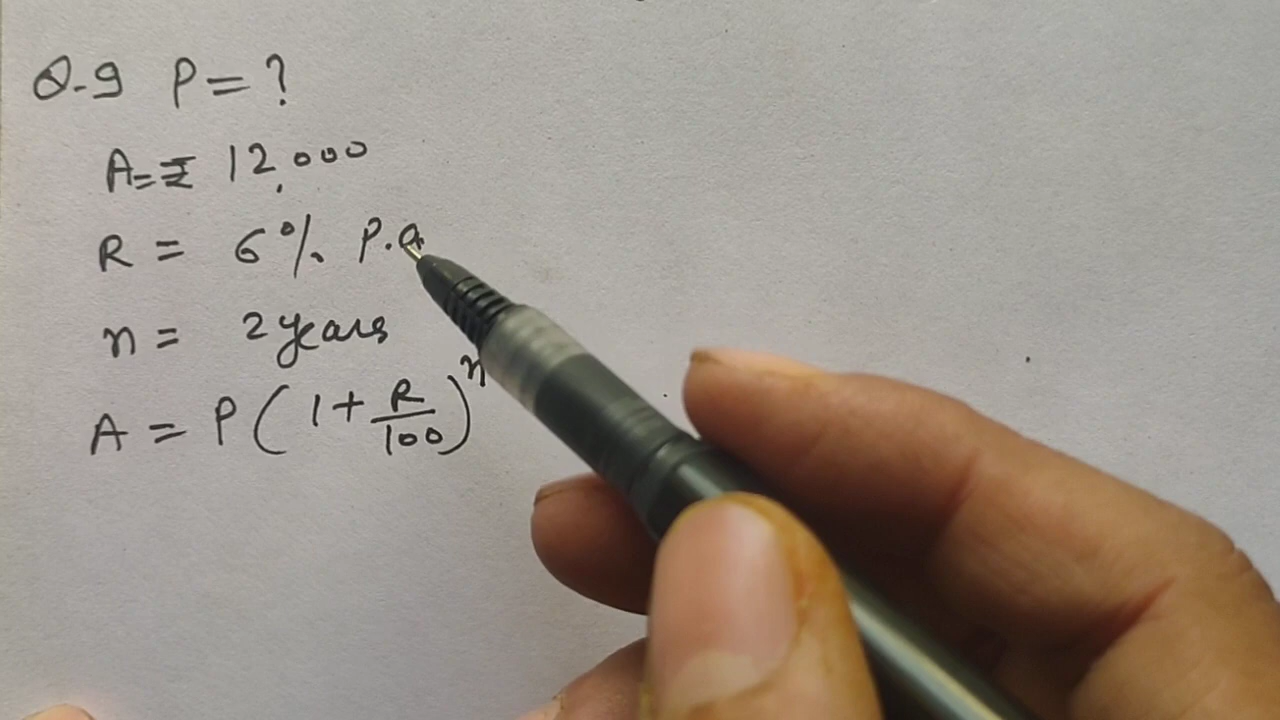 Q-9 P = ?
A = ₹ 12,000
R = 6% P.a
n = 2 years
A = P ( 1 + R/100 )^n